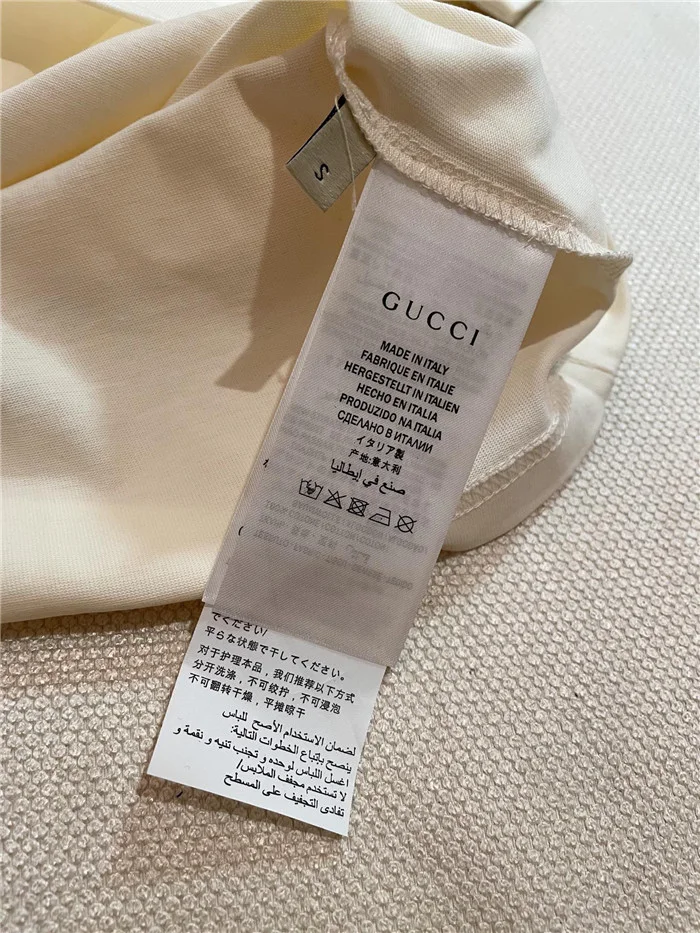 S
GUCCI
MADE IN ITALY
FABRIQUE EN ITALIE
HERGESTELLT IN ITALIEN
HECHO EN ITALIA
PRODUZIDO NA ITALIA
СДЕЛАНО В ИТАЛИИ
イタリア製
产地:意大利
صنع في إيطاليا
でください/
平らな状態で干してください。
对于护理本品，我们推荐以下方式
分开洗涤，不可绞拧，不可浸泡
不可翻转干燥，平摊晾干
لضمان الاستخدام الأصح للباس
ينصح بإتباع الخطوات التالية:
اغسل اللباس لوحده و تجنب تنيه و نقعة و
لا تستخدم مجفف الملابس/
تفادى التجفيف على المسطح